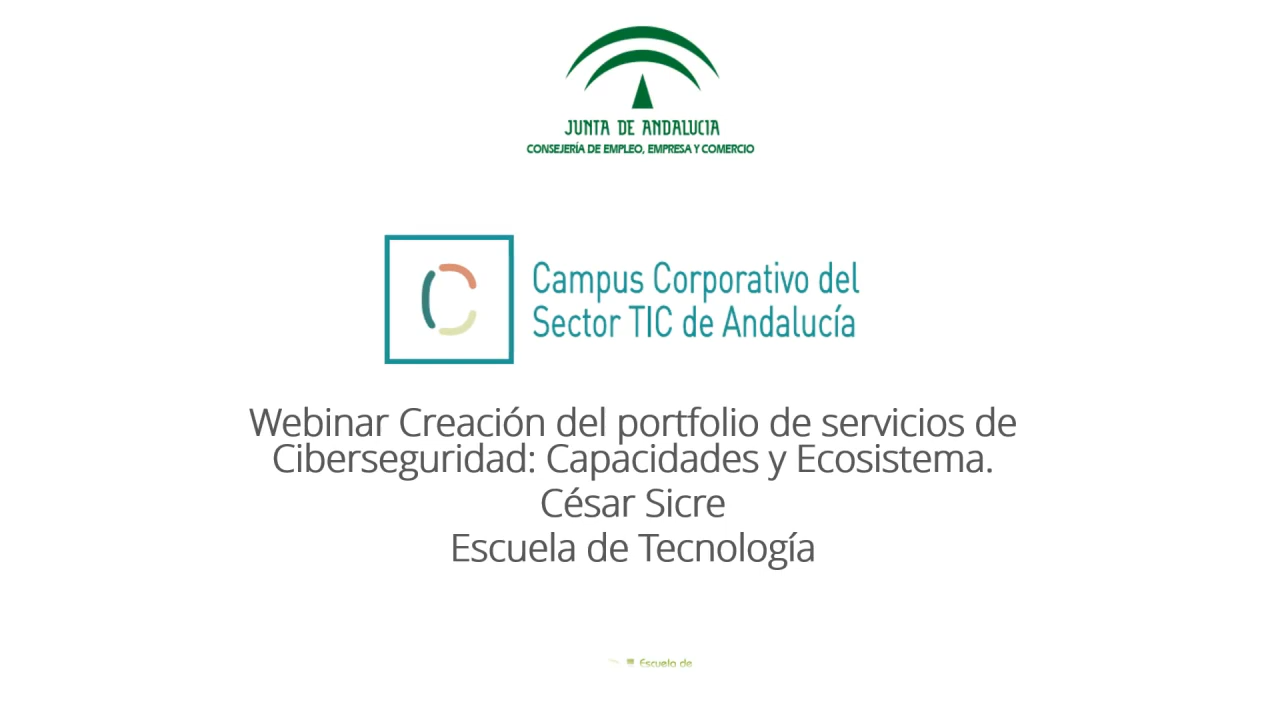 JUNTA DE ANDALUCIA
CONSEJERÍA DE EMPLEO, EMPRESA Y COMERCIO
Campus Corporativo del
Sector TIC de Andalucía
Webinar Creación del portfolio de servicios de
Ciberseguridad: Capacidades y Ecosistema.
César Sicre
Escuela de Tecnología
Escuela de